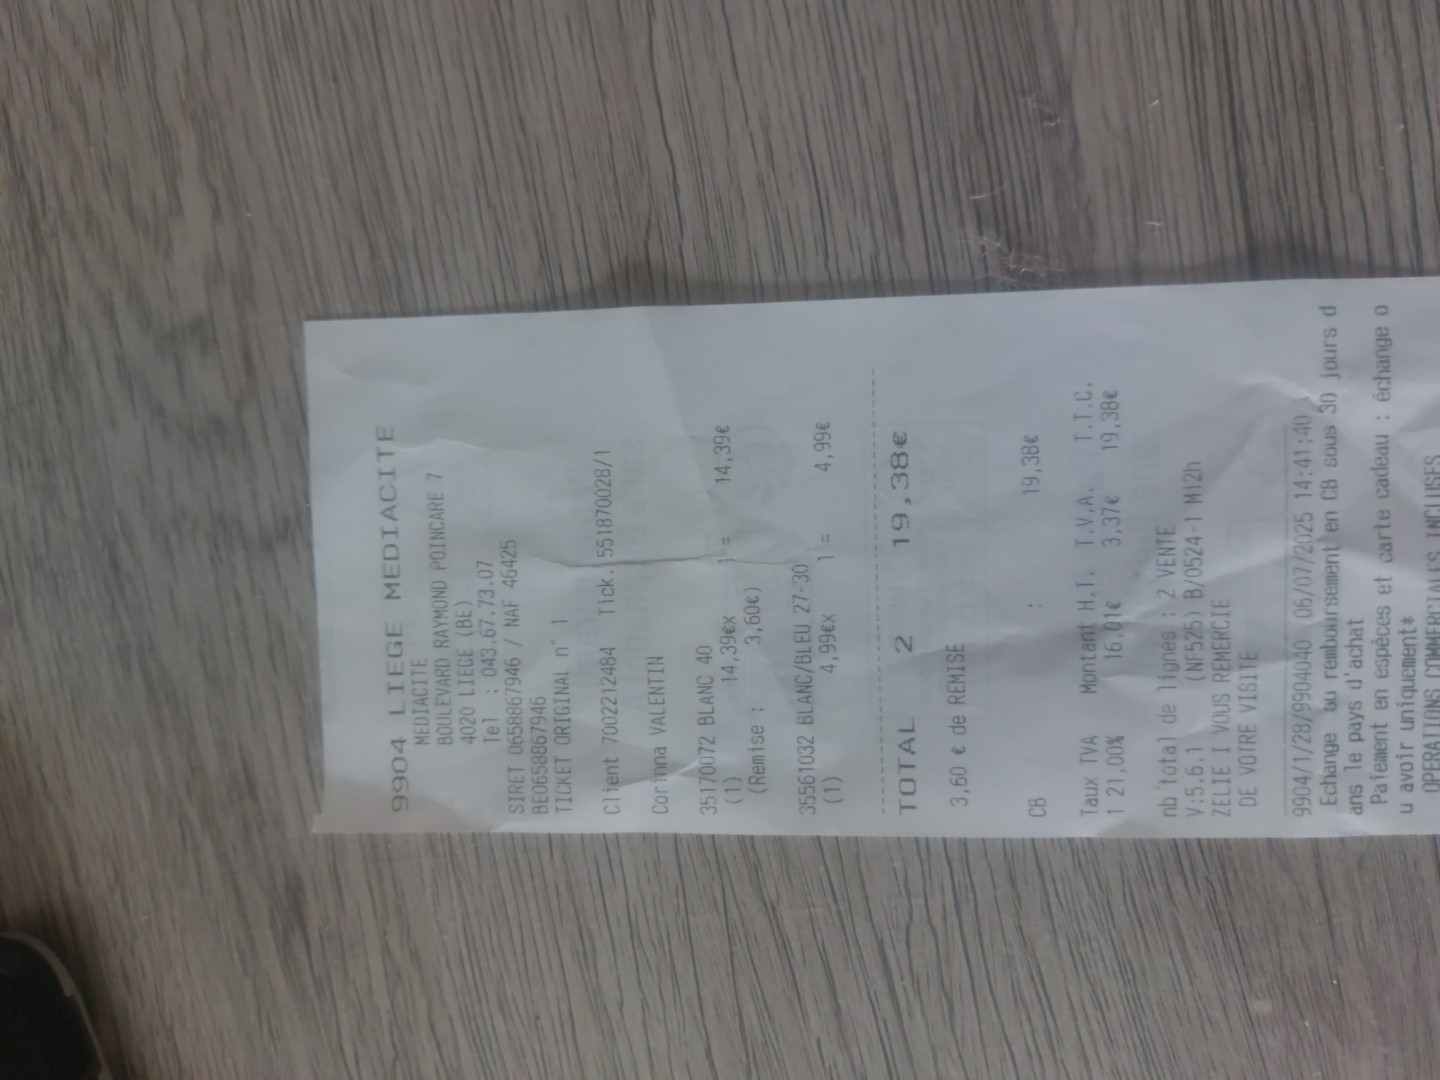 9904 LIEGE MEDIACITE
MEDIACITE
BOULEVARD RAYMOND POINCARE 7
4020 LIEGE (BE)
Tel : 043.67.73.07
SIRET 0658867946 / NAF 46425
BE0658867946
TICKET ORIGINAL n° 1
Client 7002212484 Tick. 5518700028/1
Corinna VALENTIN
35170072 BLANC 40
(1) 14,39€x 1 = 14,39€
(Remise : 3,60€)
35561032 BLANC/BLEU 27-30
(1) 4,99€x 1 = 4,99€
TOTAL 2 19,38€
3,60 € de REMISE
CB : 19,38€
Taux TVA Montant H.T. T.V.A. T.T.C.
1 21,00% 16,01€ 3,37€ 19,38€
nb total de lignes : 2 VENTE
V:5.6.1 (NF525) B/0524-1 M12h
ZELIE I VOUS REMERCIE
DE VOTRE VISITE
9904/1/28/9904040 06/07/2025 14:41:40
Echange ou remboursement en CB sous 30 jours d
ans le pays d'achat
Paiement en espèces et carte cadeau : échange o
u avoir uniquement*
OPERATIONS COMMERCIALES INCLUSES